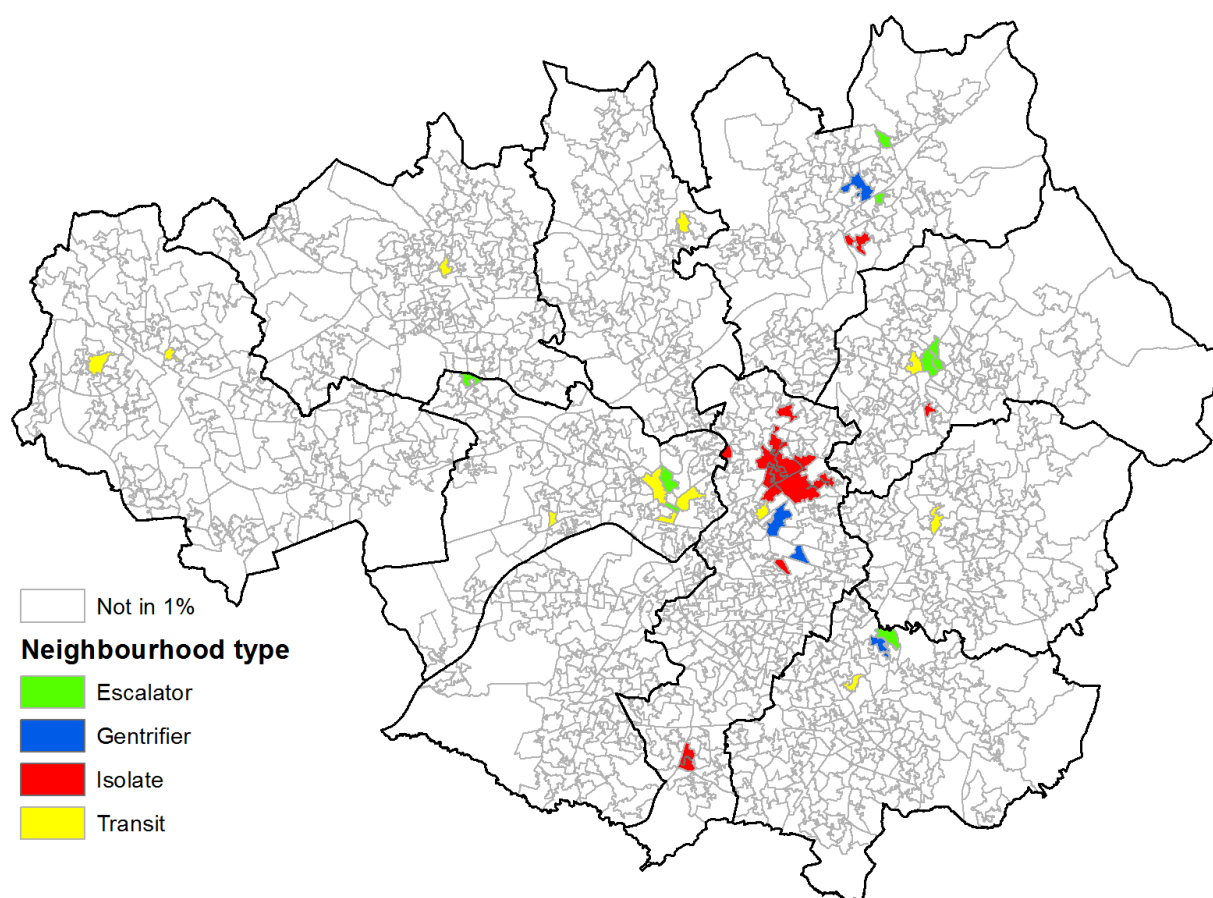 Not in 1%
Neighbourhood type
Escalator
Gentrifier
Isolate
Transit